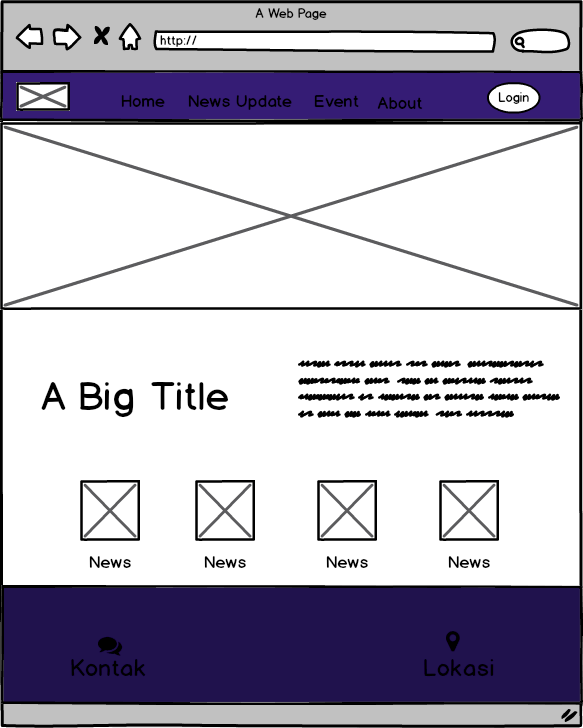 A Web Page
http://
Home News Update Event About Login
A Big Title
News News News News
Kontak Lokasi